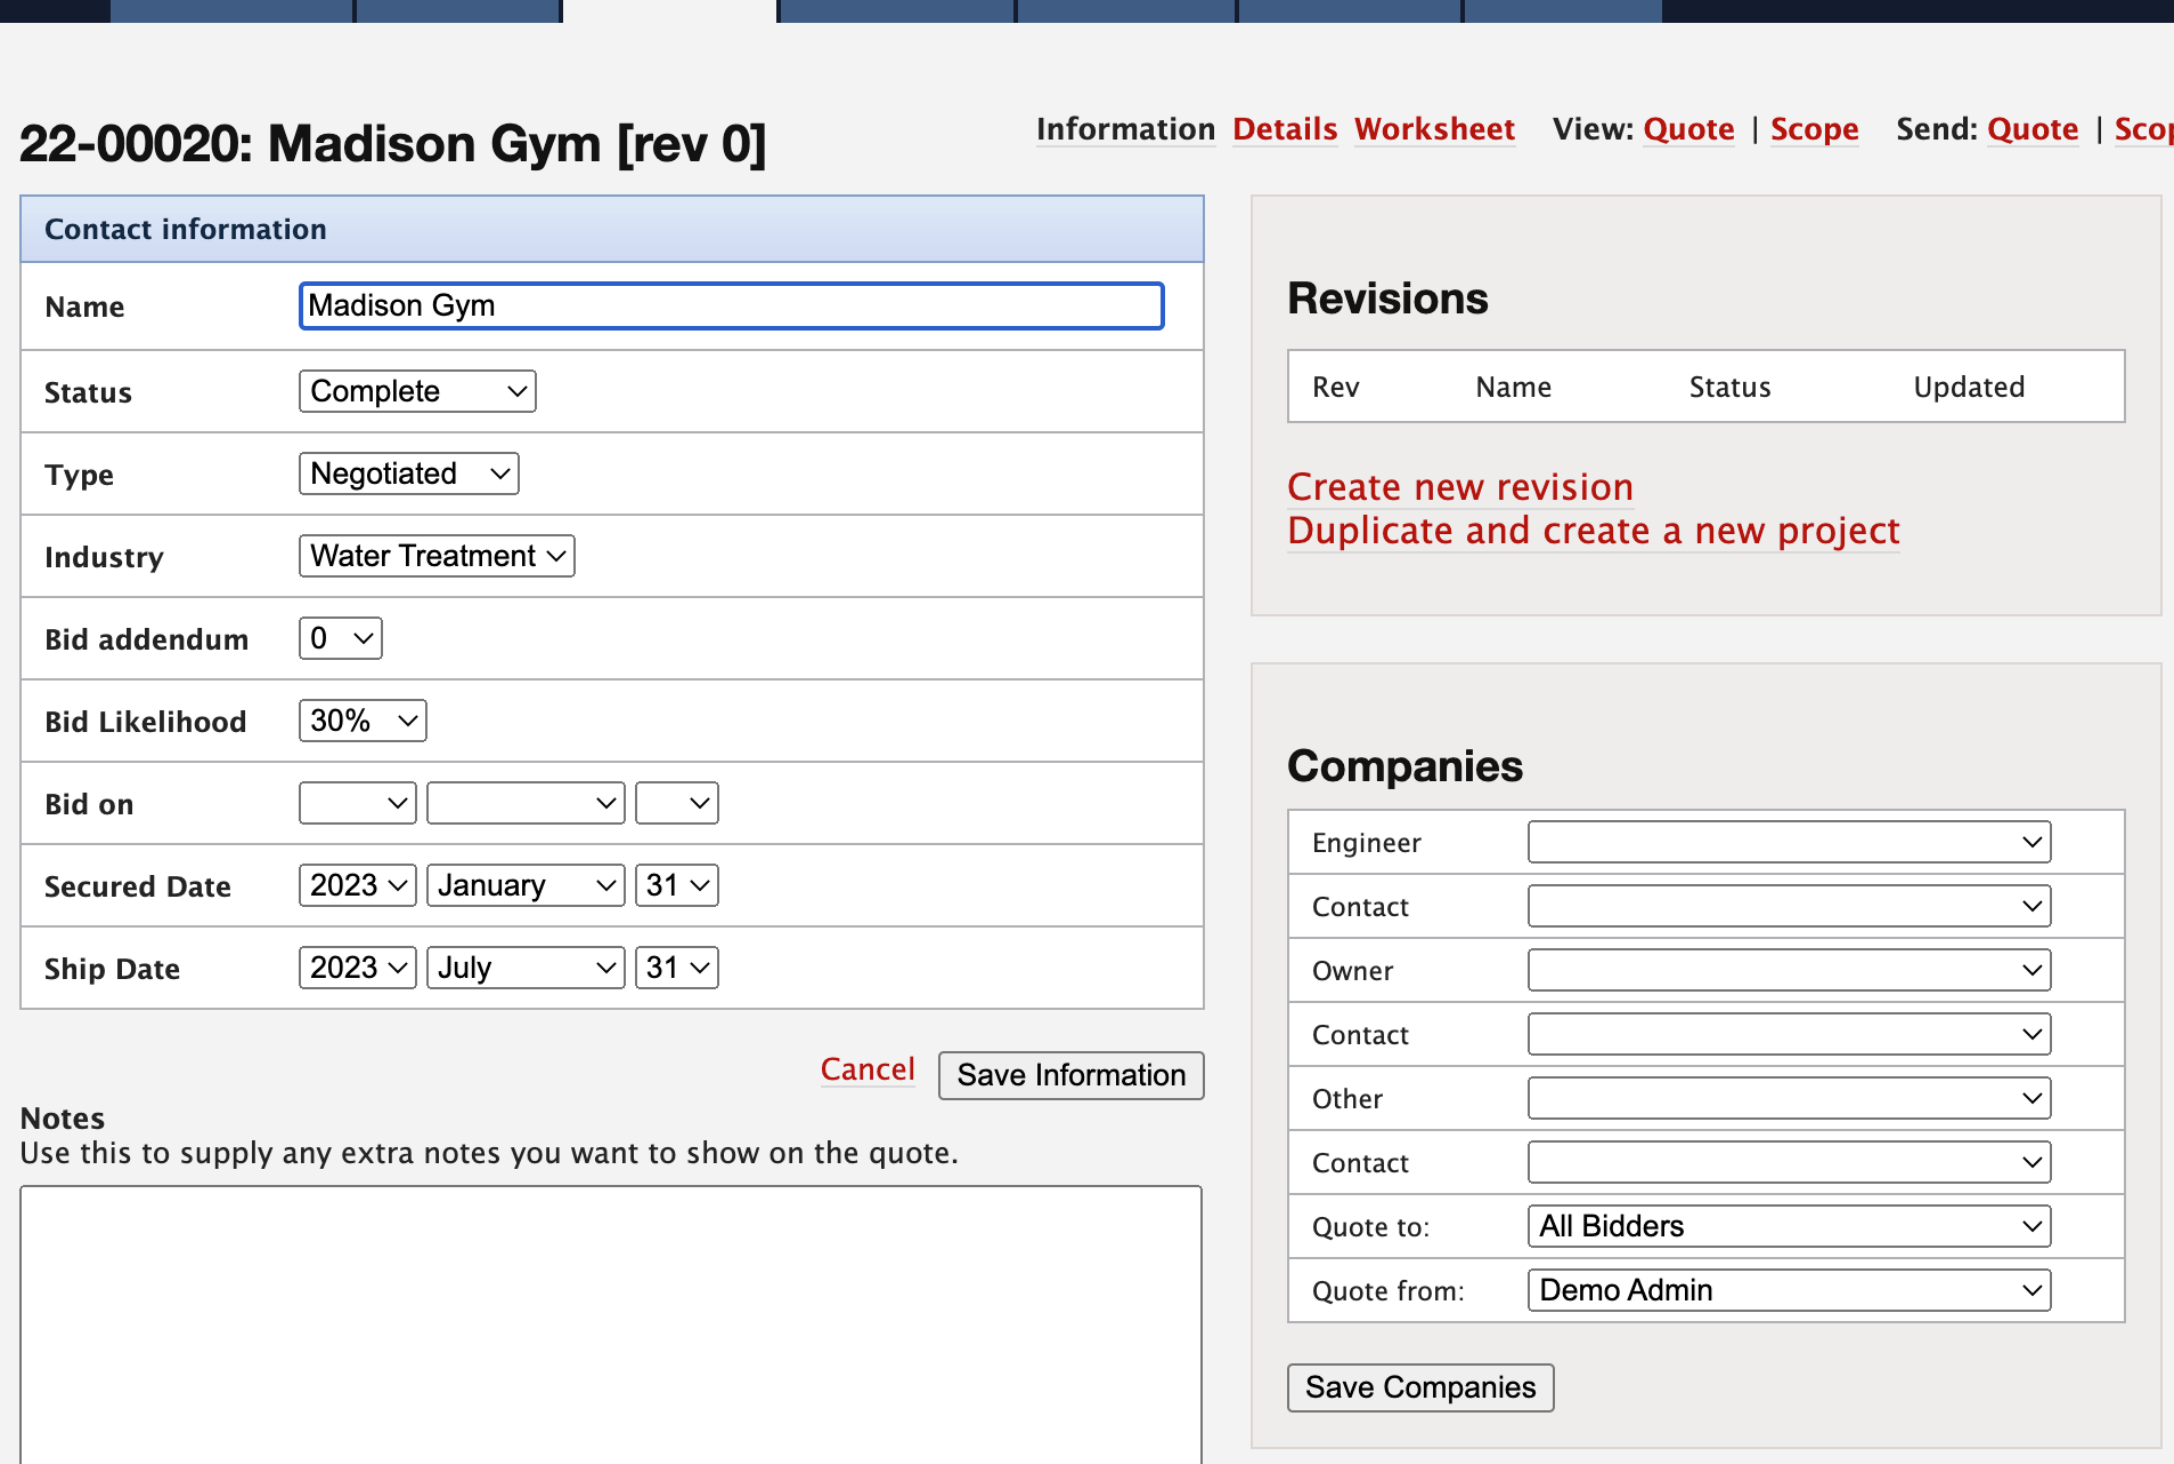 22-00020: Madison Gym [rev 0]
Information Details Worksheet View: Quote | Scope Send: Quote |
Contact information
Name Madison Gym
Status Complete
Type Negotiated
Industry Water Treatment
Bid addendum 0
Bid Likelihood 30%
Bid on
Secured Date 2023 January 31
Ship Date 2023 July 31
Cancel Save Information
Notes
Use this to supply any extra notes you want to show on the quote.
Revisions
Rev Name Status Updated
Create new revision
Duplicate and create a new project
Companies
Engineer
Contact
Owner
Contact
Other
Contact
Quote to: All Bidders
Quote from: Demo Admin
Save Companies